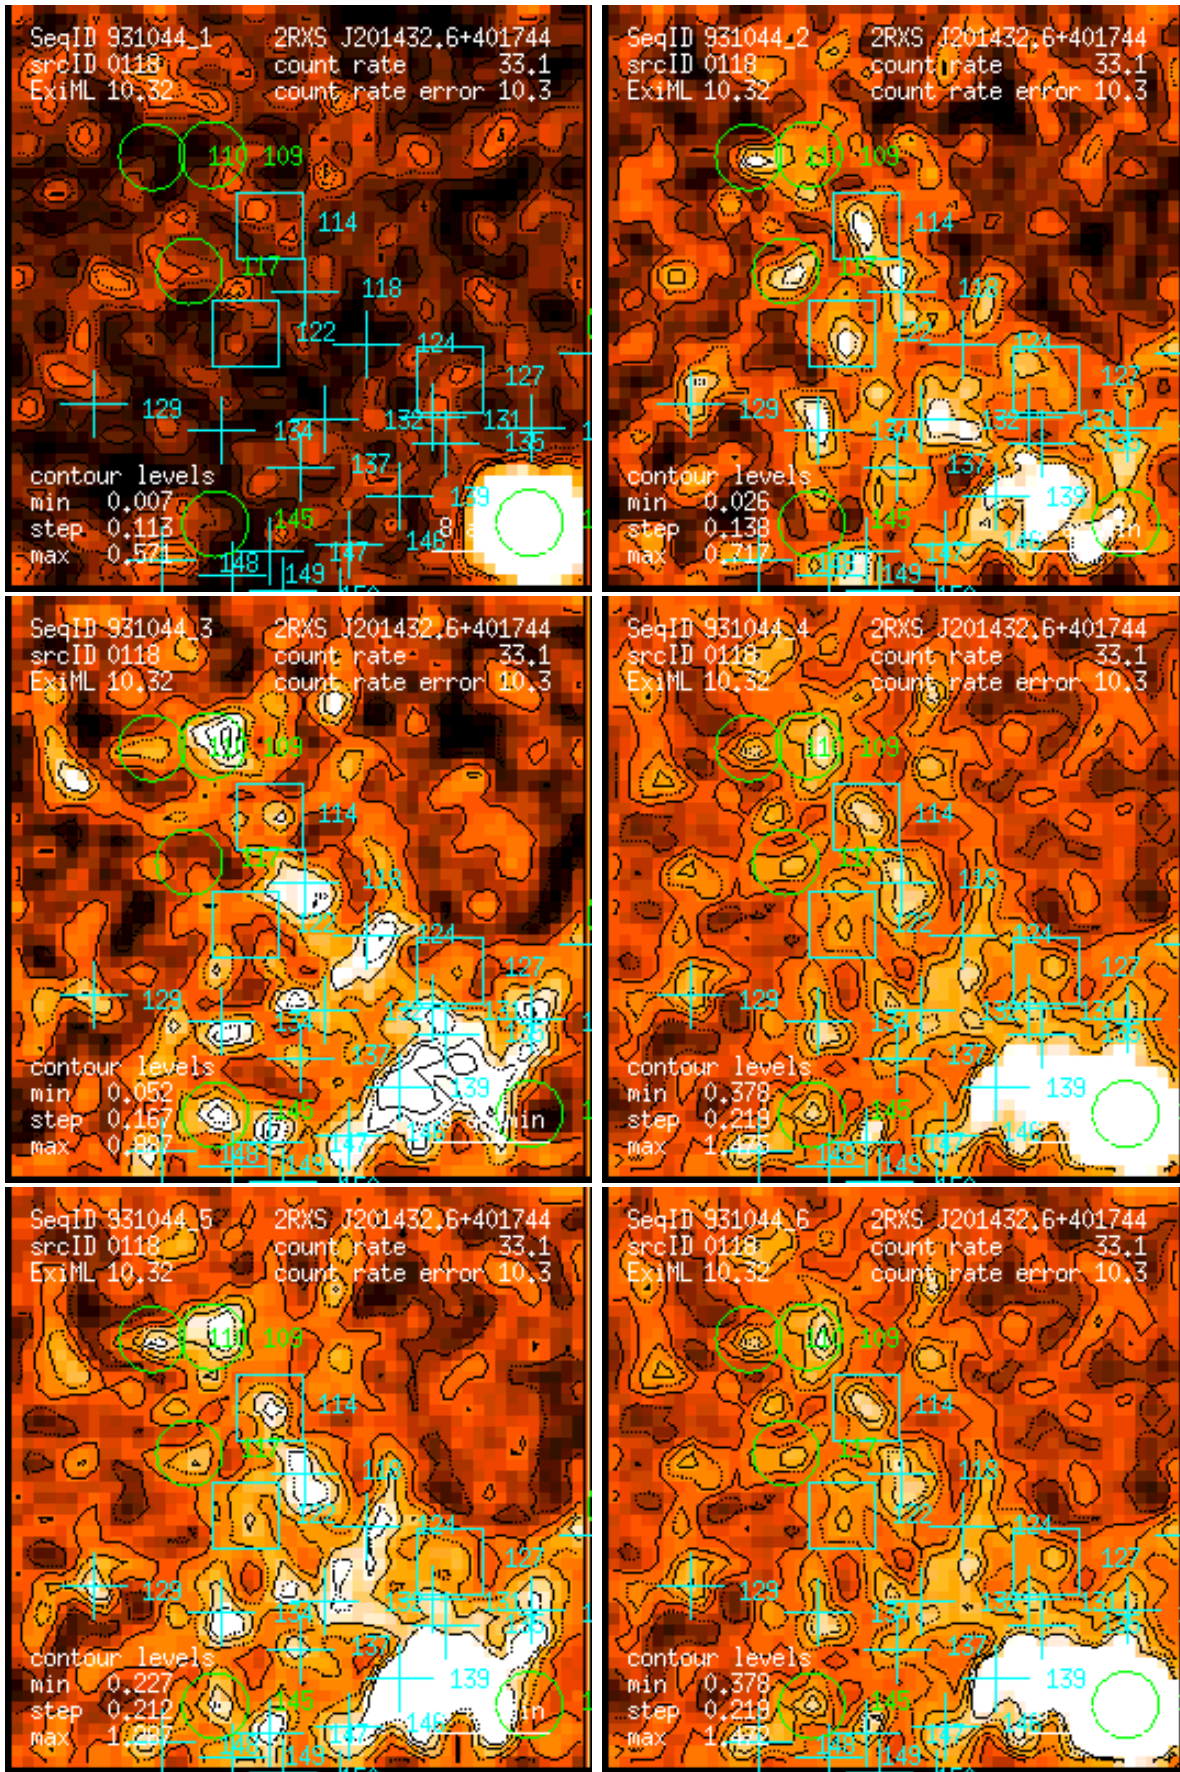 SeqID 931044_1 2RXS J201432.6+401744
srcID 0118 count rate 33.1
ExiML 10.32 count rate error 10.3
110 109
114
117
118
122
124
127
129
134 132 131
135
137
139
contour levels
min 0.007
step 0.113
max 0.571
145
8
147 146
148
149
SeqID 931044_2 2RXS J201432.6+401744
srcID 0118 count rate 33.1
ExiML 10.32 count rate error 10.3
110 109
114
117
118
122
124
127
129
132 131
135
137
139
contour levels
min 0.026
step 0.138
max 0.717
145
147 146
148
149
SeqID 931044_3 2RXS J201432.6+401744
srcID 0118 count rate 33.1
ExiML 10.32 count rate error 10.3
110 109
114
117
118
122
124
127
129
134 132 131
135
137
139
contour levels
min 0.052
step 0.167
max 0.887
145
min
147 146
148
149
SeqID 931044_4 2RXS J201432.6+401744
srcID 0118 count rate 33.1
ExiML 10.32 count rate error 10.3
110 109
114
117
118
122
124
127
129
134 132 131
135
137
139
contour levels
min 0.378
step 0.219
max
145
147 146
148
149
SeqID 931044_5 2RXS J201432.6+401744
srcID 0118 count rate 33.1
ExiML 10.32 count rate error 10.3
110 109
114
117
118
122
124
127
129
134 131
135
137
139
contour levels
min 0.227
step 0.212
max 1.287
145
147 146
149
SeqID 931044_6 2RXS J201432.6+401744
srcID 0118 count rate 33.1
ExiML 10.32 count rate error 10.3
110 109
114
117
118
122
124
127
129
134 132 131
135
137
139
contour levels
min 0.378
step 0.219
max 1.472
145
147 146
148
149